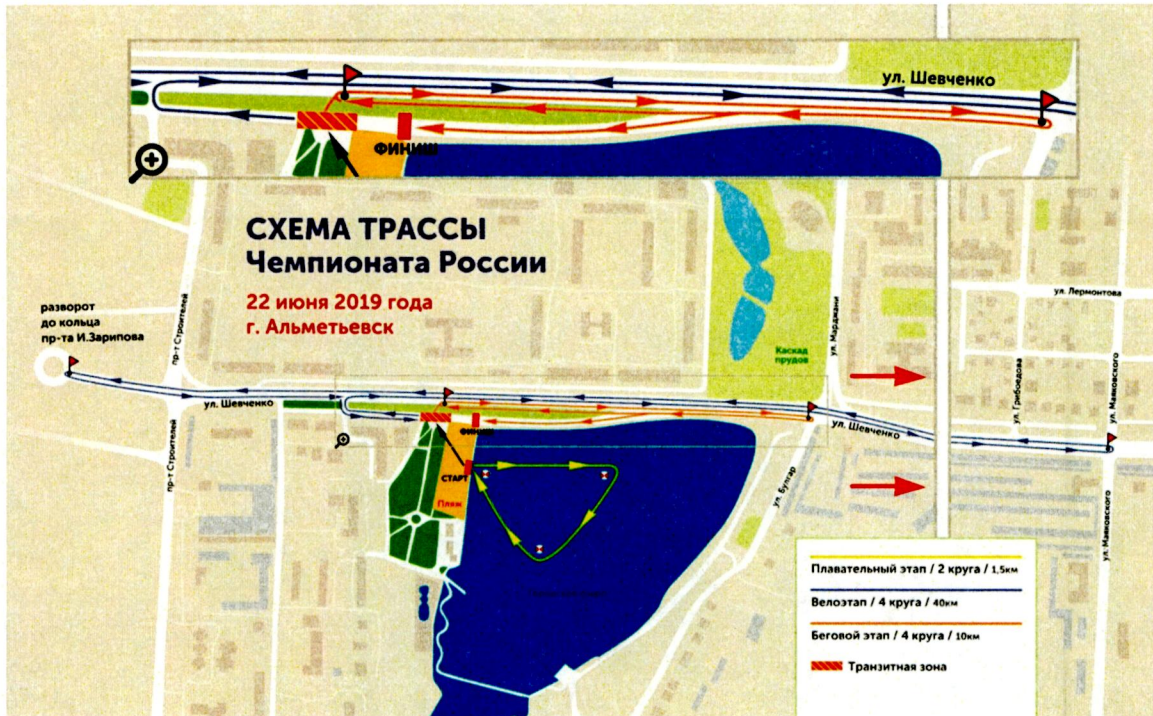 ул. Шевченко
ФИНИШ
СХЕМА ТРАССЫ
Чемпионата России
22 июня 2019 года
г. Альметьевск
разворот
до кольца
пр-та И.Зарипова
пр-т Строителей
ул. Шевченко
пр-т Строителей
ФИНИШ
СТАРТ
Пляж
Каскад
прудов
ул. Марджани
ул. Шевченко
ул. Булгар
ул. Лермонтова
ул. Грибоедова
ул. Маяковского
ул. Маяковского
Плавательный этап / 2 круга / 1,5км
Велоэтап / 4 круга / 40км
Беговой этап / 4 круга / 10км
Транзитная зона